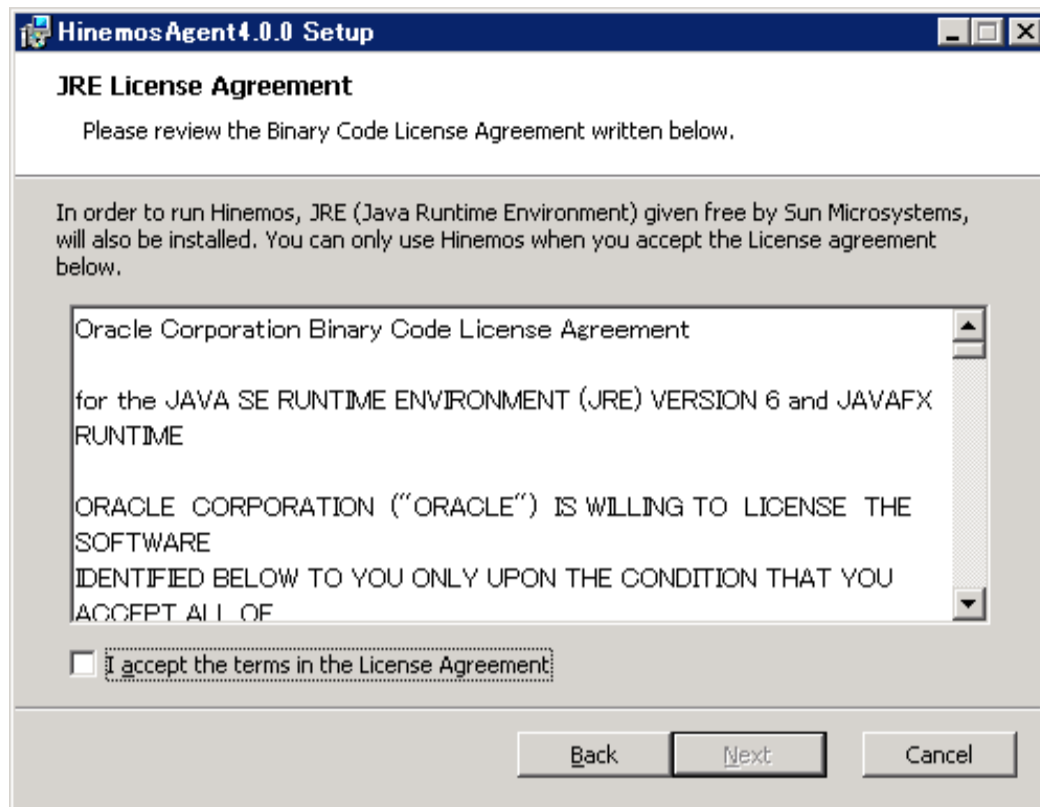 HinemosAgent4.0.0 Setup
JRE License Agreement
Please review the Binary Code License Agreement written below.
In order to run Hinemos, JRE (Java Runtime Environment) given free by Sun Microsystems,
will also be installed. You can only use Hinemos when you accept the License agreement
below.
Oracle Corporation Binary Code License Agreement
for the JAVA SE RUNTIME ENVIRONMENT (JRE) VERSION 6 and JAVAFX
RUNTIME
ORACLE CORPORATION ("ORACLE") IS WILLING TO LICENSE THE
SOFTWARE
IDENTIFIED BELOW TO YOU ONLY UPON THE CONDITION THAT YOU
ACCEPT ALL OF
I accept the terms in the License Agreement
Back
Next
Cancel